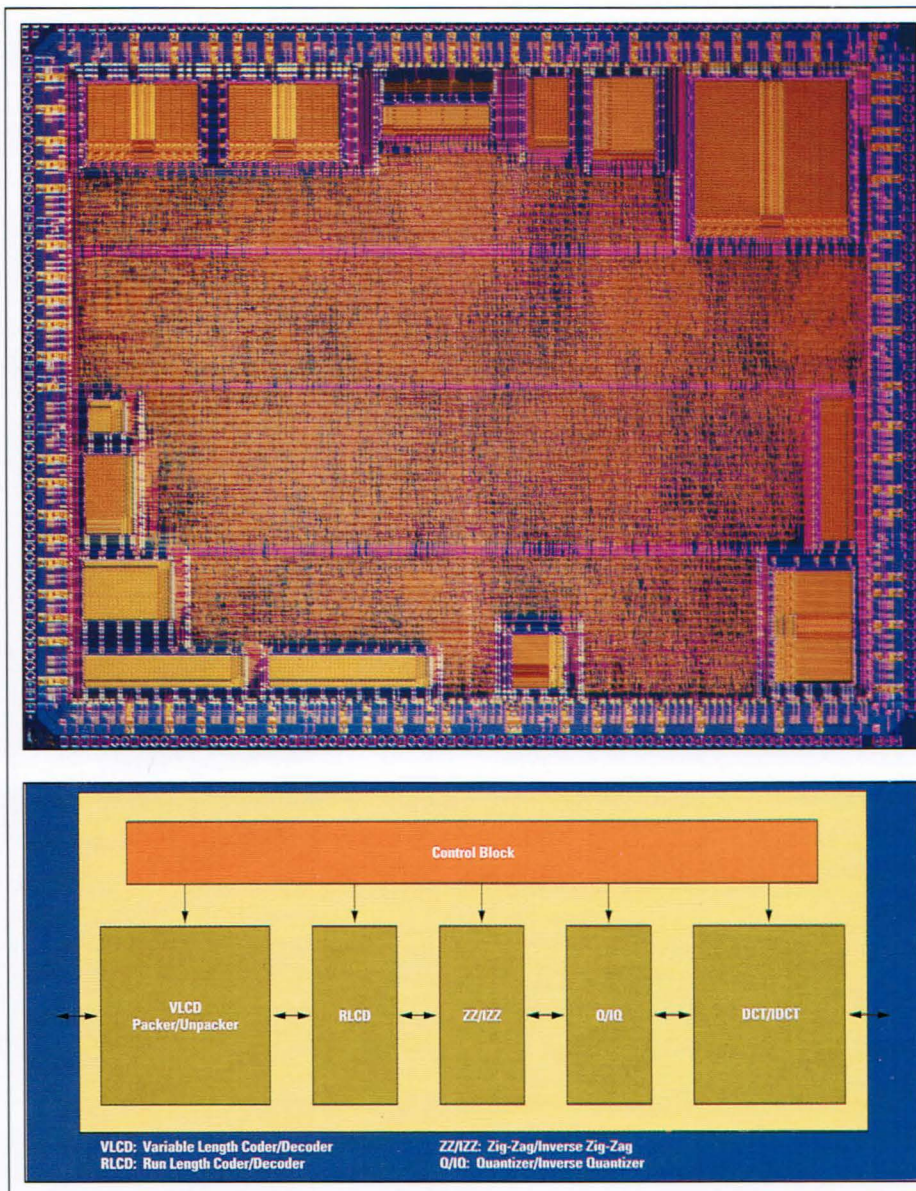 Control Block
VLCD
Packer/Unpacker
RLCD
ZZ/IZZ
Q/IQ
DCT/IDCT
VLCD: Variable Length Coder/Decoder
RLCD: Run Length Coder/Decoder
ZZ/IZZ: Zig-Zag/Inverse Zig-Zag
Q/IQ: Quantizer/Inverse Quantizer